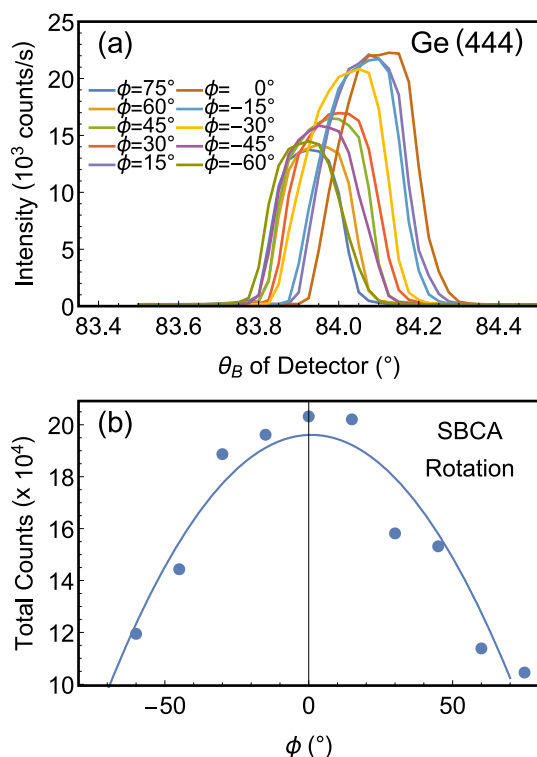 (a)
Ge (444)
25
20
15
10
5
0
Intensity (10³ counts/s)
ϕ=75° ϕ= 0°
ϕ=60° ϕ=−15°
ϕ=45° ϕ=−30°
ϕ=30° ϕ=−45°
ϕ=15° ϕ=−60°
83.4 83.6 83.8 84.0 84.2 84.4
θB of Detector (°)
(b)
SBCA
Rotation
20
18
16
14
12
10
Total Counts (x 10⁴)
−50 0 50
ϕ (°)